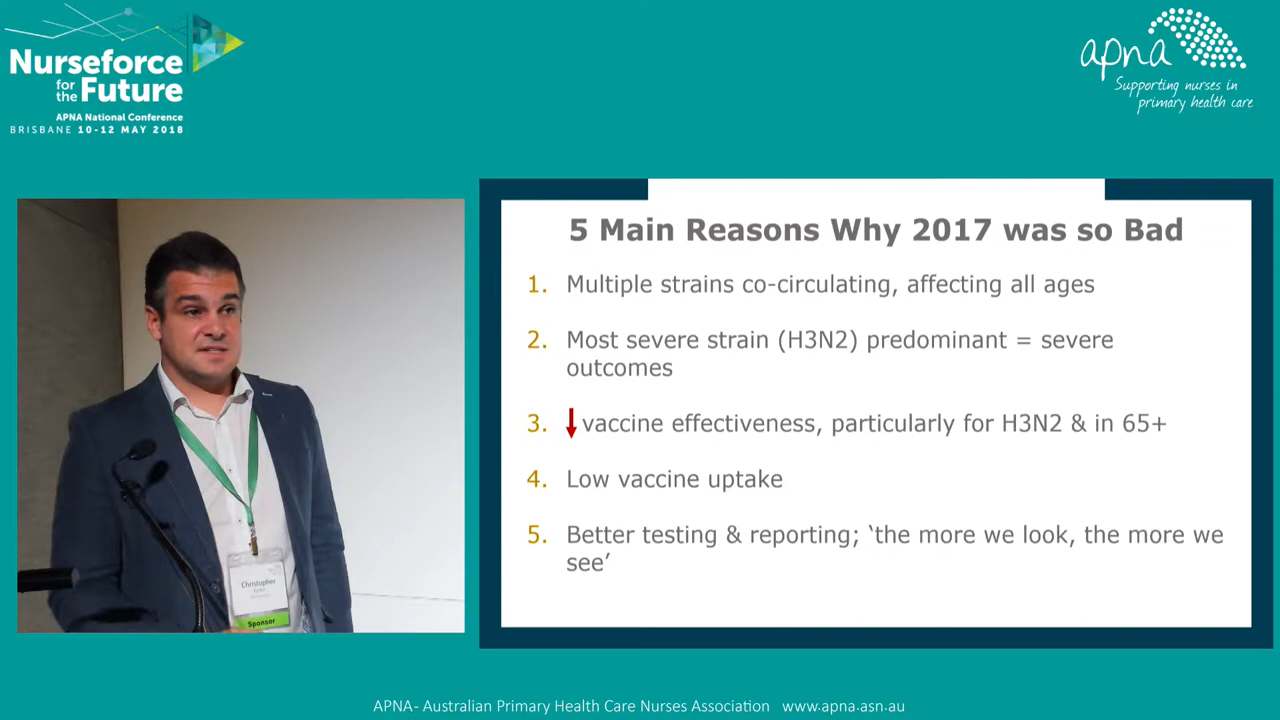 Nurseforce
for the Future
APNA National Conference
BRISBANE 10-12 MAY 2018
apna
Supporting nurses in
primary health care
Christopher
Sponsor
5 Main Reasons Why 2017 was so Bad
1. Multiple strains co-circulating, affecting all ages
2. Most severe strain (H3N2) predominant = severe
outcomes
3. ↓ vaccine effectiveness, particularly for H3N2 & in 65+
4. Low vaccine uptake
5. Better testing & reporting; ‘the more we look, the more we
see’
APNA- Australian Primary Health Care Nurses Association www.apna.asn.au